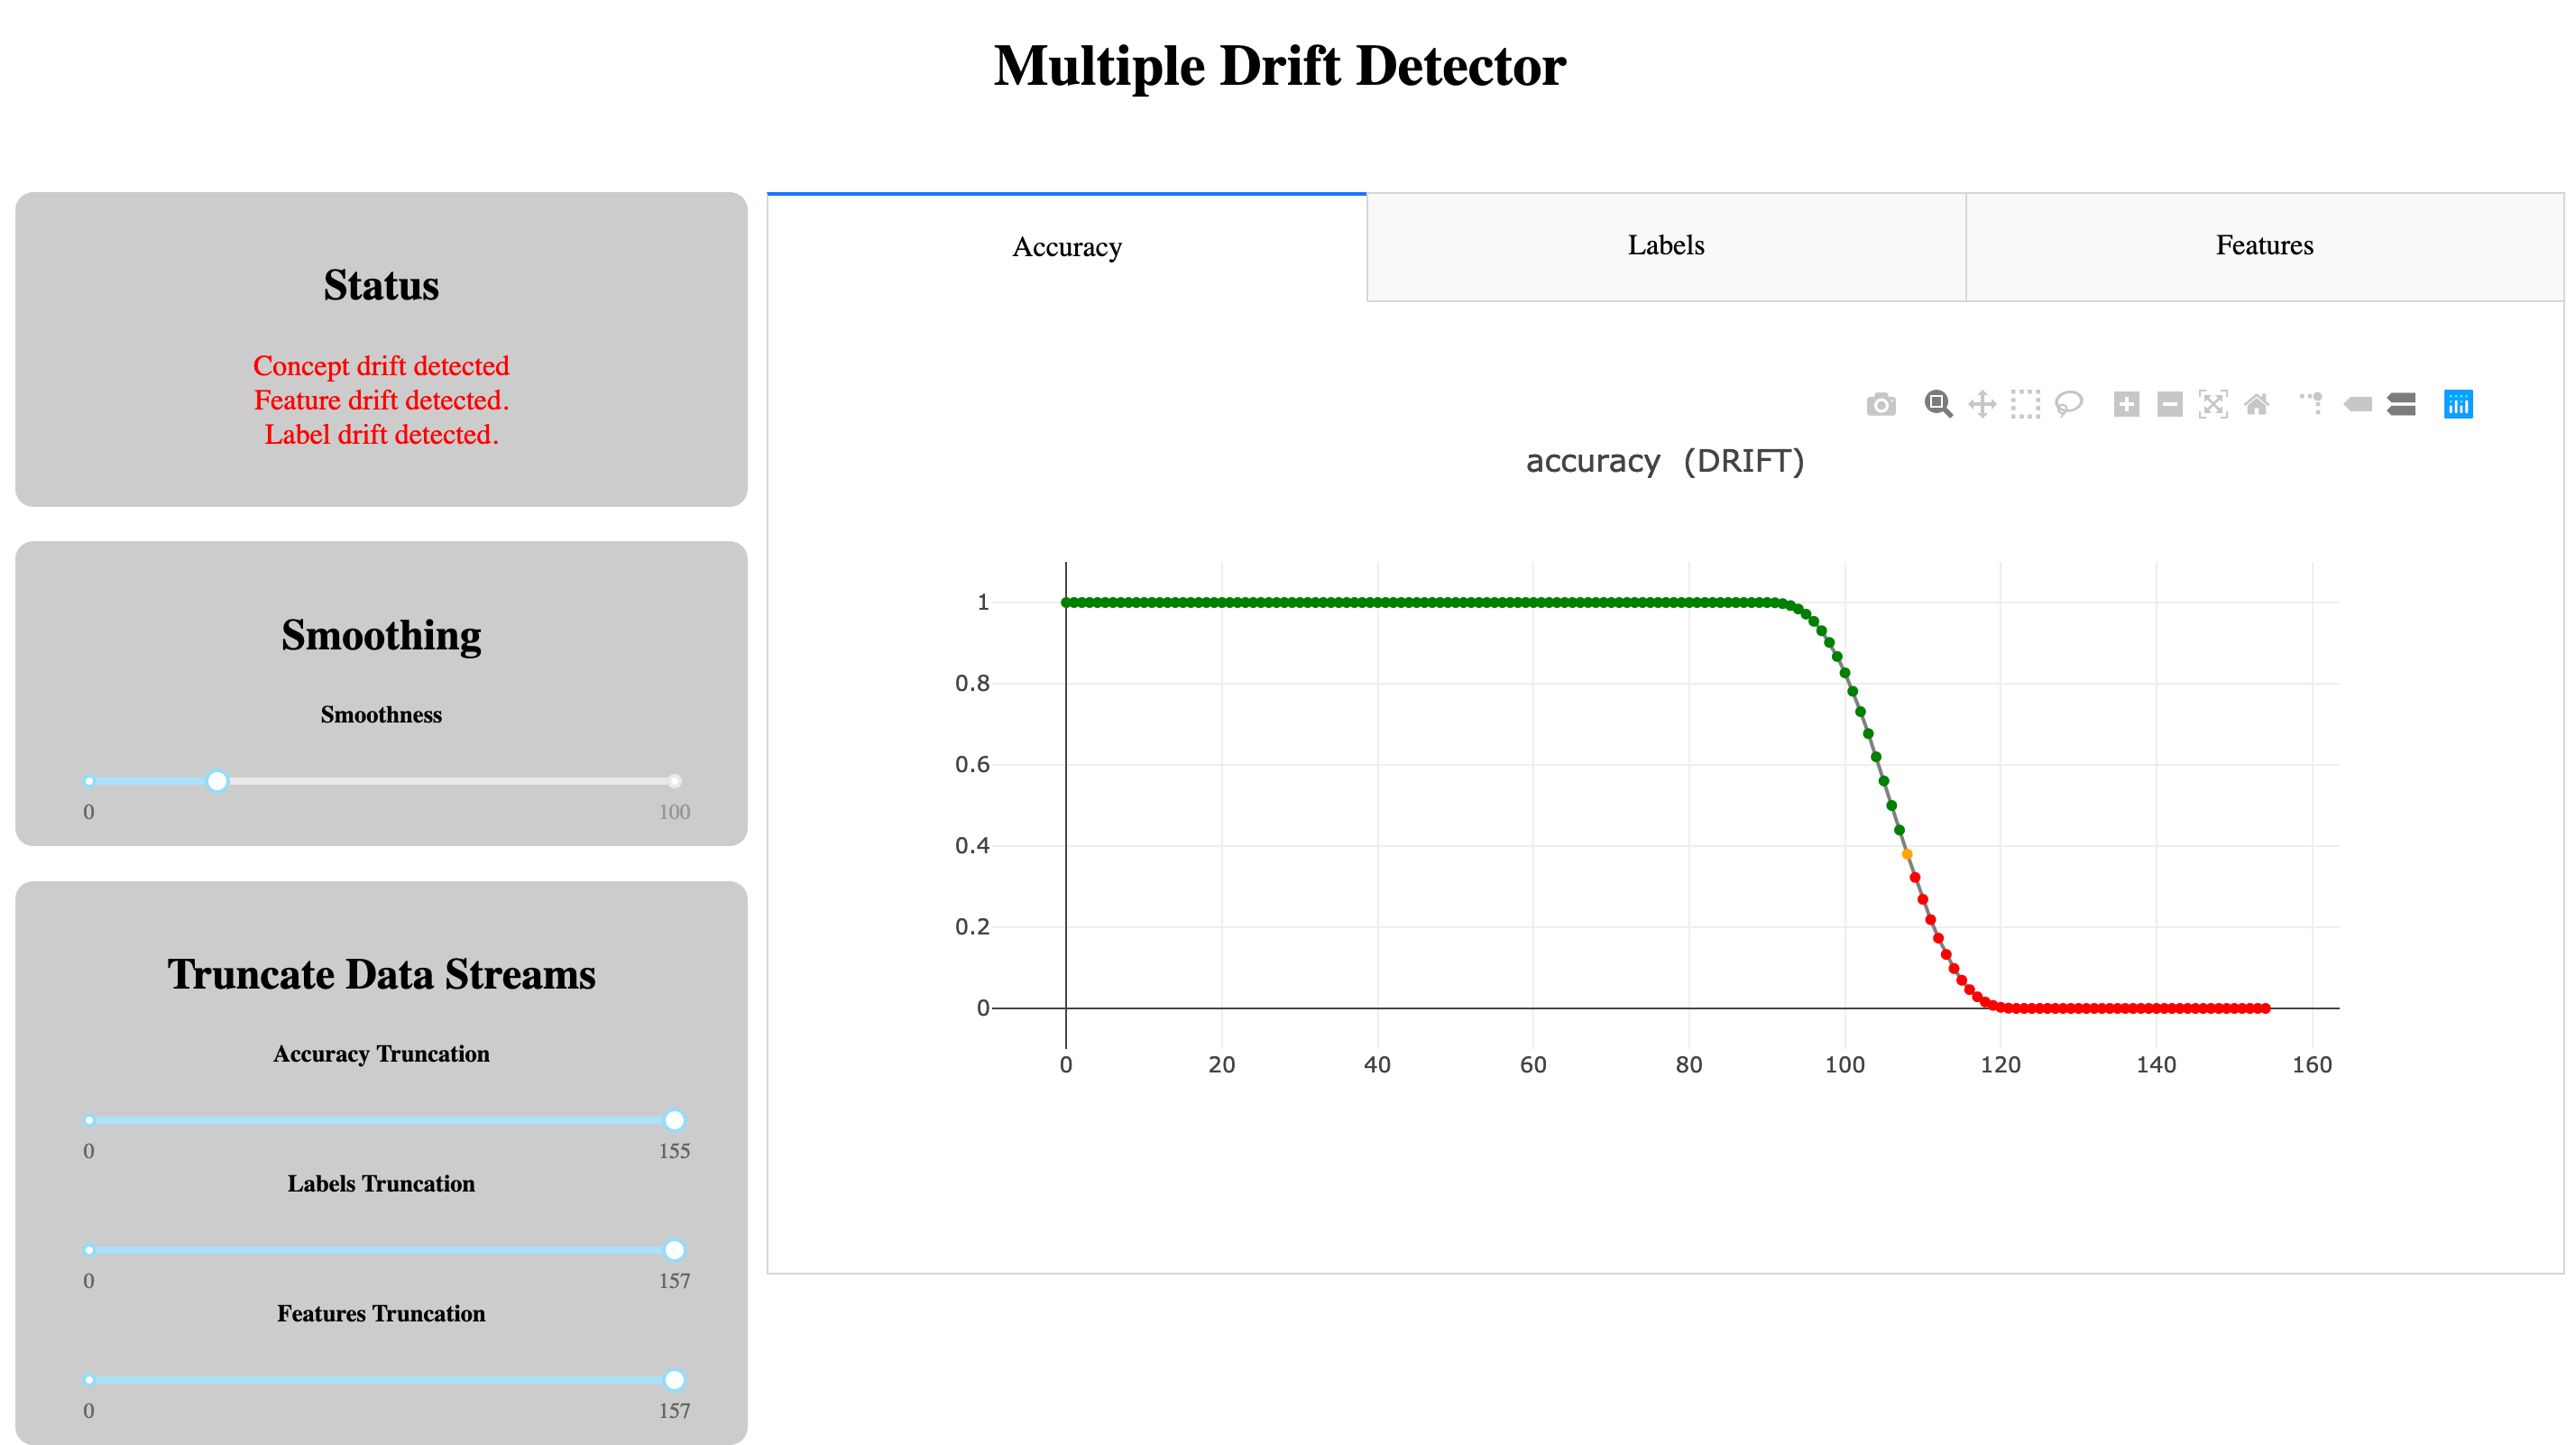 Multiple Drift Detector
Status
Concept drift detected
Feature drift detected.
Label drift detected.
Smoothing
Smoothness
0 100
Truncate Data Streams
Accuracy Truncation
0 155
Labels Truncation
0 157
Features Truncation
0 157
Accuracy Labels Features
accuracy (DRIFT)
1
0.8
0.6
0.4
0.2
0
0 20 40 60 80 100 120 140 160